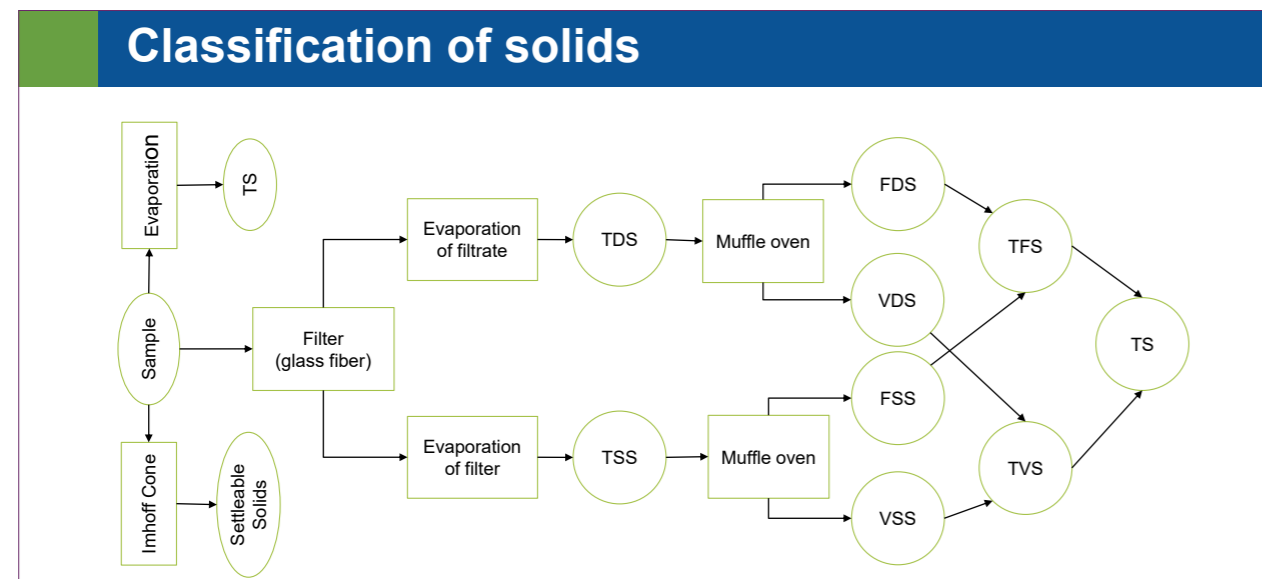 Classification of solids
Evaporation
TS
Sample
Imhoff Cone
Settleable
Solids
Filter
(glass fiber)
Evaporation
of filtrate
TDS
Muffle oven
FDS
VDS
Evaporation
of filter
TSS
Muffle oven
FSS
VSS
TFS
TVS
TS